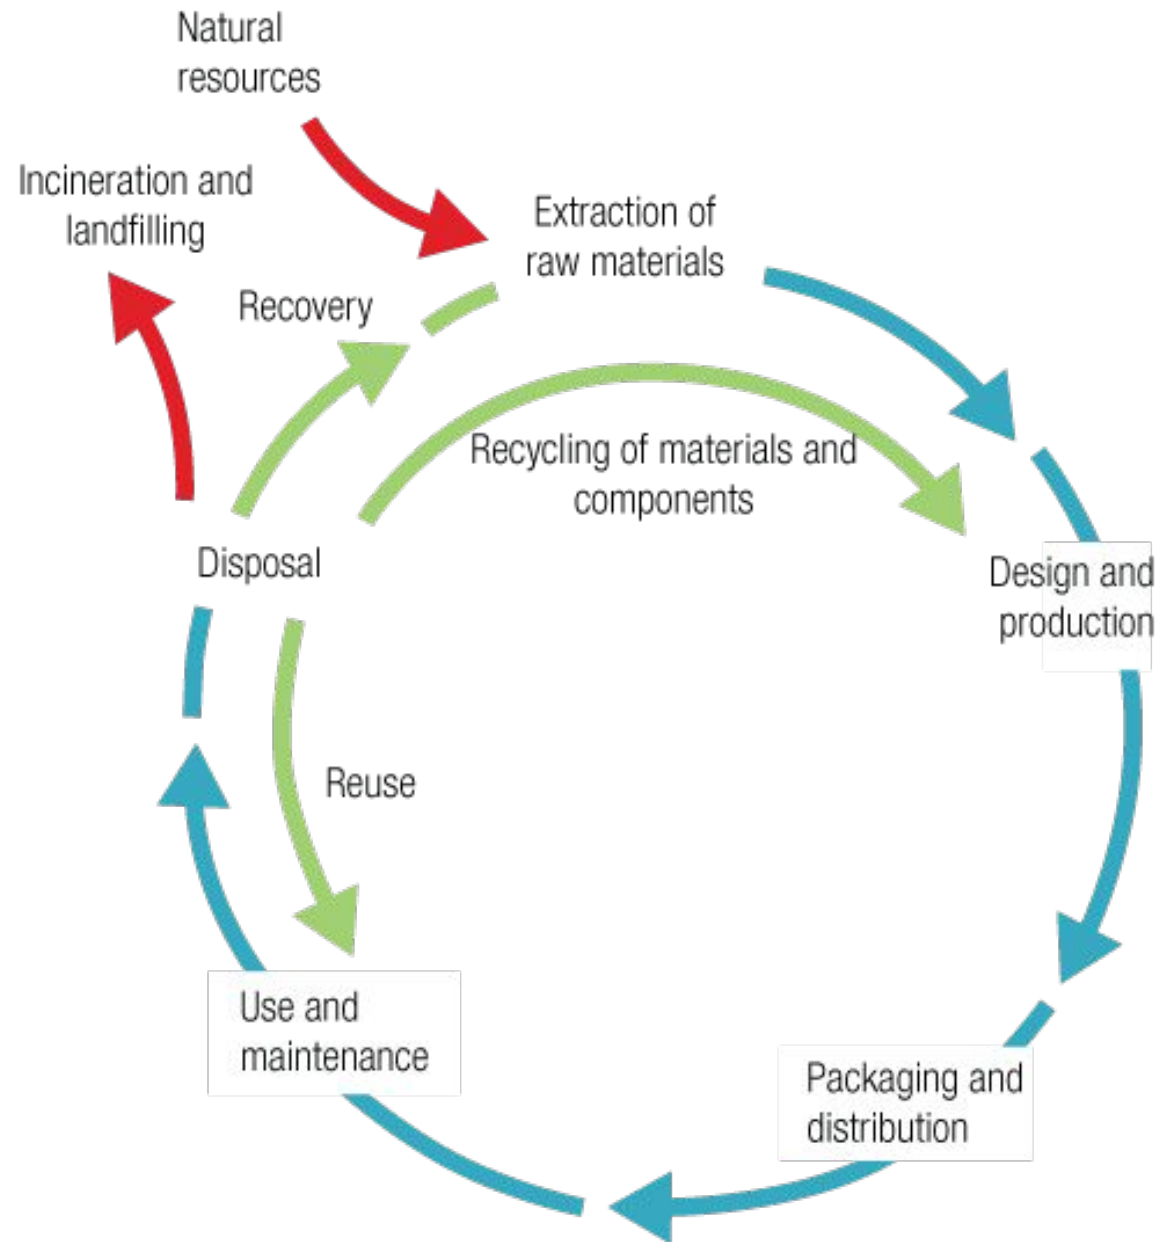 Natural
resources
Incineration and
landfilling
Extraction of
raw materials
Recovery
Recycling of materials and
components
Disposal
Design and
production
Reuse
Use and
maintenance
Packaging and
distribution